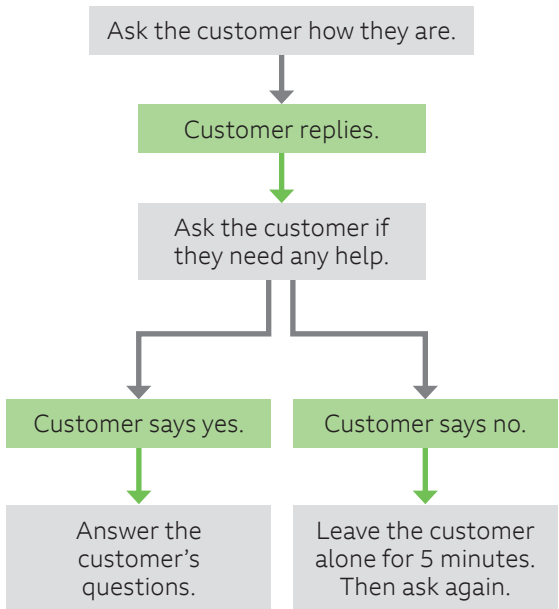 Ask the customer how they are.
Customer replies.
Ask the customer if
they need any help.
Customer says yes.
Customer says no.
Answer the
customer’s
questions.
Leave the customer
alone for 5 minutes.
Then ask again.